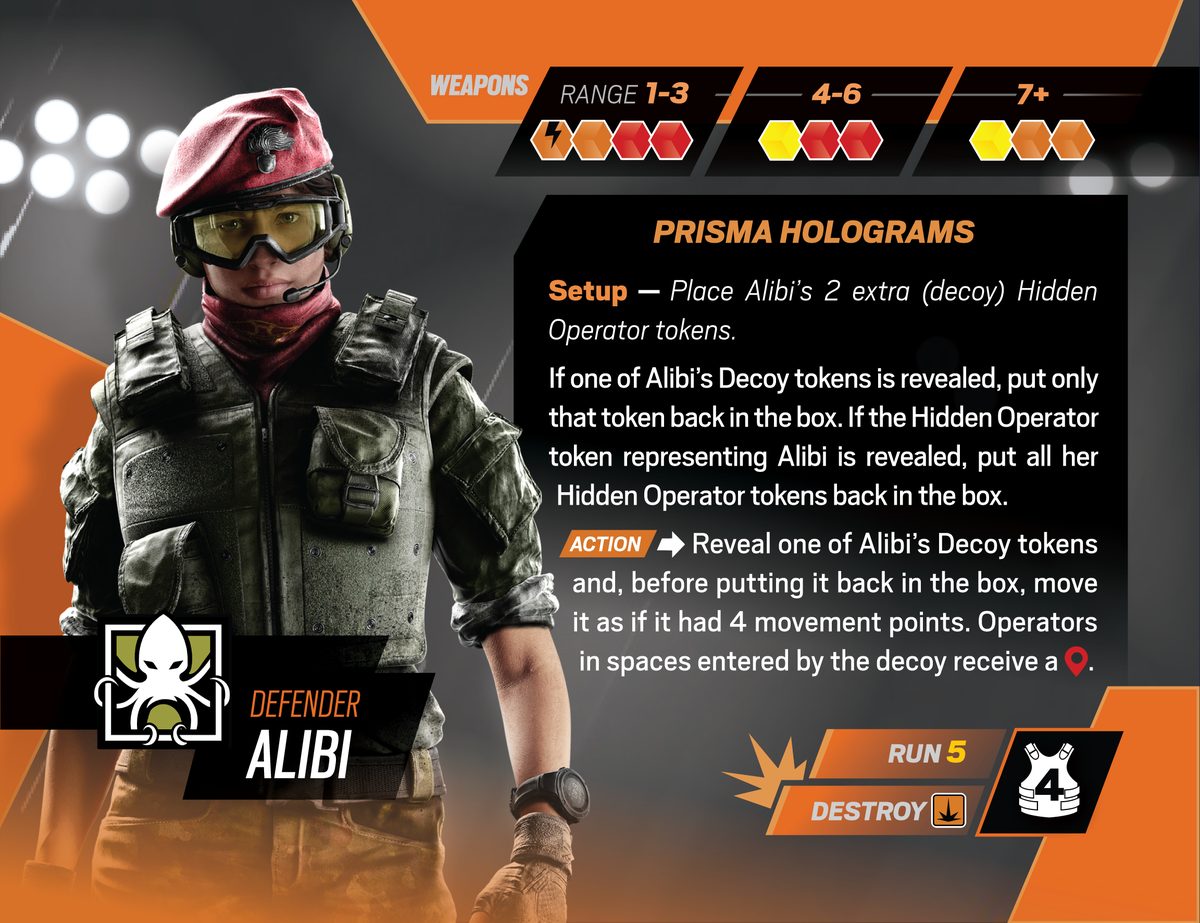 WEAPONS
RANGE 1-3
4-6
7+
PRISMA HOLOGRAMS
Setup — Place Alibi's 2 extra (decoy) Hidden
Operator tokens.
If one of Alibi's Decoy tokens is revealed, put only
that token back in the box. If the Hidden Operator
token representing Alibi is revealed, put all her
Hidden Operator tokens back in the box.
ACTION Reveal one of Alibi's Decoy tokens
and, before putting it back in the box, move
it as if it had 4 movement points. Operators
in spaces entered by the decoy receive a .
DEFENDER
ALIBI
RUN 5
DESTROY
4